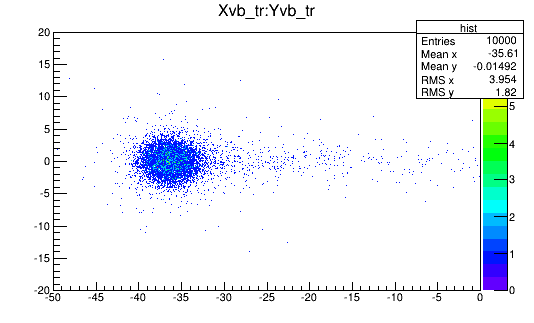 Xvb_tr:Yvb_tr
hist
Entries 10000
Mean x -35.61
Mean y -0.01492
RMS x 3.954
RMS y 1.82
20
15
10
5
0
-5
-10
-15
-20
-50 -45 -40 -35 -30 -25 -20 -15 -10 -5 0
5
4
3
2
1
0